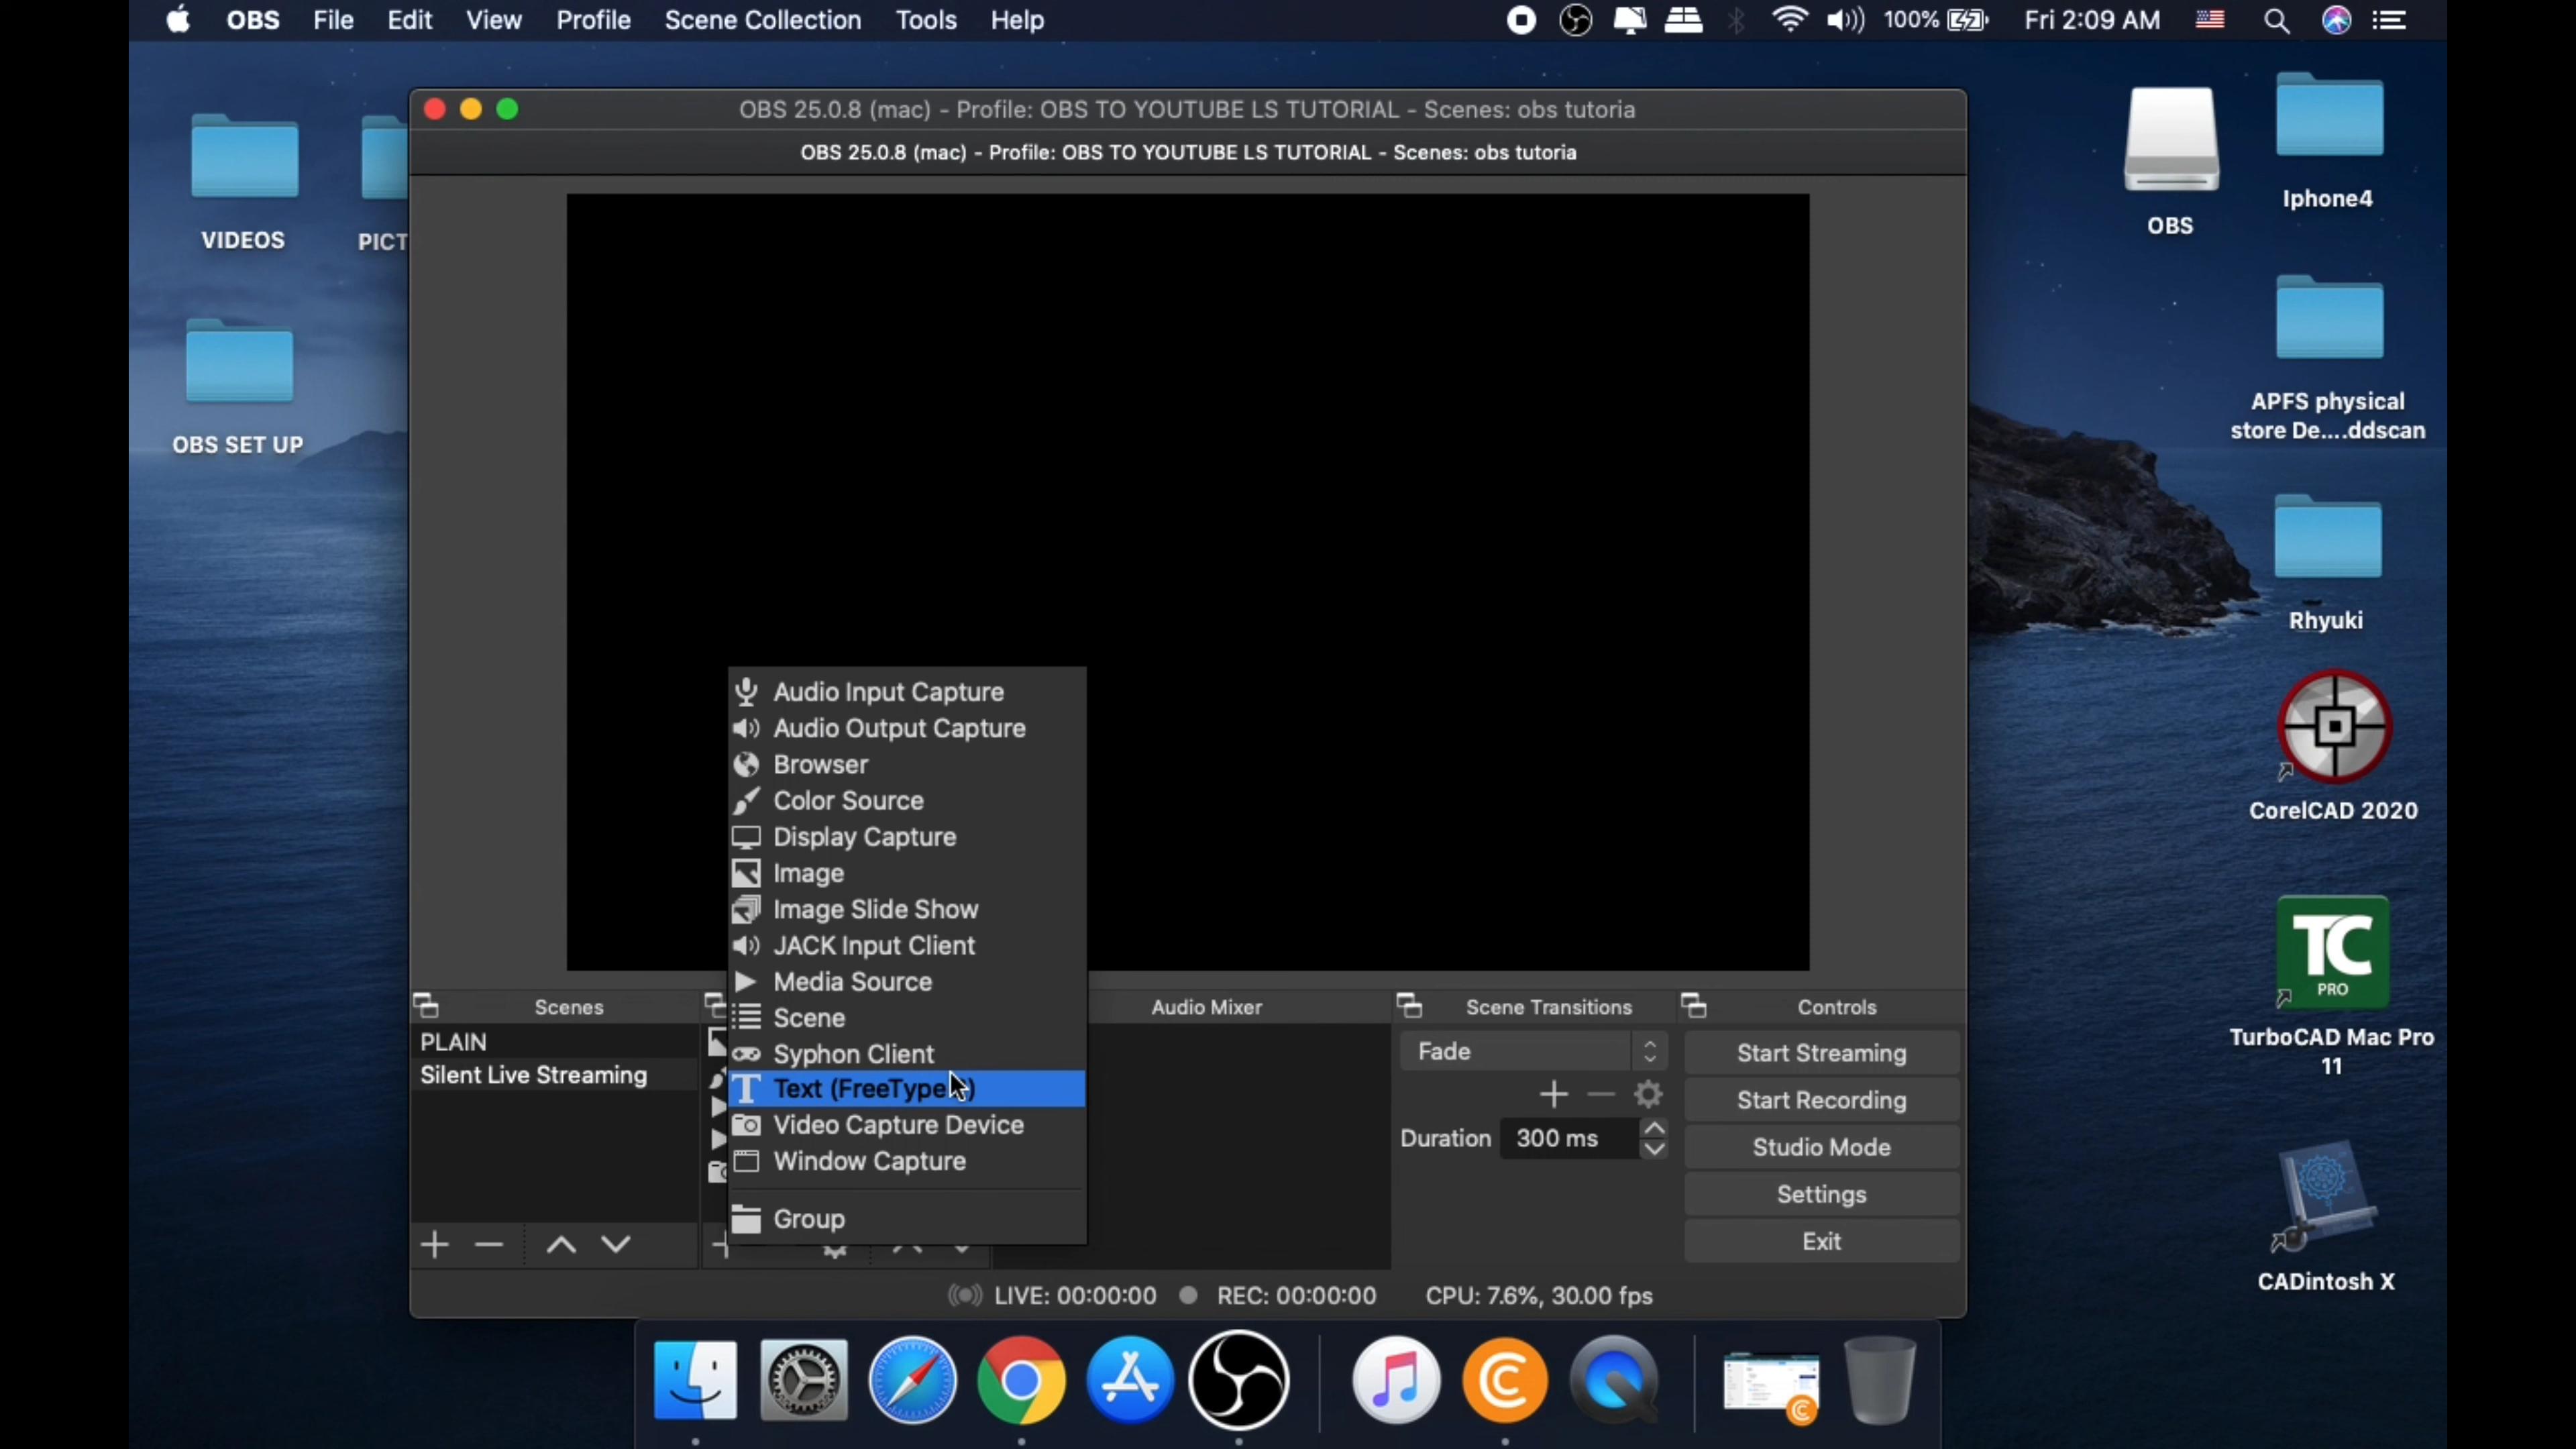 OBS File Edit View Profile Scene Collection Tools Help
100% Fri 2:09 AM
OBS 25.0.8 (mac) - Profile: OBS TO YOUTUBE LS TUTORIAL - Scenes: obs tutoria
OBS 25.0.8 (mac) - Profile: OBS TO YOUTUBE LS TUTORIAL - Scenes: obs tutoria
VIDEOS
PICT
OBS SET UP
OBS
Iphone4
APFS physical
store De....ddscan
Rhyuki
CorelCAD 2020
TC
PRO
TurboCAD Mac Pro
11
CADintosh X
Audio Input Capture
Audio Output Capture
Browser
Color Source
Display Capture
Image
Image Slide Show
JACK Input Client
Media Source
Scene
Syphon Client
Text (FreeType )
Video Capture Device
Window Capture
Group
Scenes
PLAIN
Silent Live Streaming
Audio Mixer
Scene Transitions
Fade
Duration 300 ms
Controls
Start Streaming
Start Recording
Studio Mode
Settings
Exit
LIVE: 00:00:00 REC: 00:00:00 CPU: 7.6%, 30.00 fps